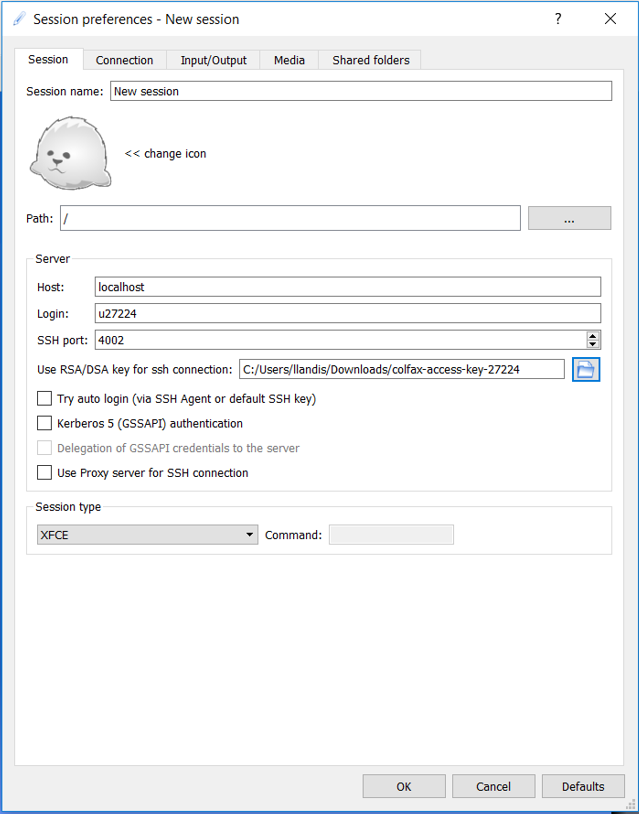 Session preferences - New session
?
Session Connection Input/Output Media Shared folders
Session name: New session
<< change icon
Path: / ...
Server
Host: localhost
Login: u27224
SSH port: 4002
Use RSA/DSA key for ssh connection: C:/Users/llandis/Downloads/colfax-access-key-27224
Try auto login (via SSH Agent or default SSH key)
Kerberos 5 (GSSAPI) authentication
Delegation of GSSAPI credentials to the server
Use Proxy server for SSH connection
Session type
XFCE Command:
OK Cancel Defaults